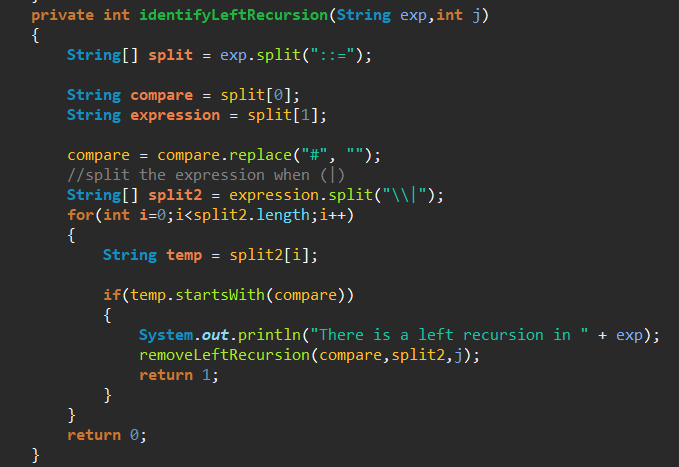 private int identifyLeftRecursion(String exp,int j)
{
String[] split = exp.split("::=");
String compare = split[0];
String expression = split[1];
compare = compare.replace("#", "");
//split the expression when (|)
String[] split2 = expression.split("\\|");
for(int i=0;i<split2.length;i++)
{
String temp = split2[i];
if(temp.startsWith(compare))
{
System.out.println("There is a left recursion in " + exp);
removeLeftRecursion(compare,split2,j);
return 1;
}
}
return 0;
}